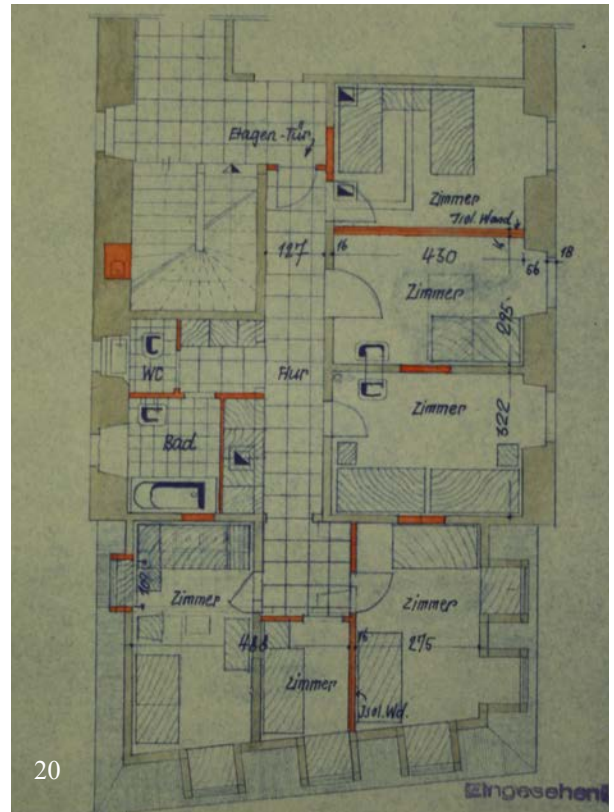 Etagen-Tür
Zimmer
Isol. Wand
127
16
430
66
18
Zimmer
295
WC
Flur
Zimmer
322
Bad
109
Zimmer
Zimmer
488
16
275
Zimmer
Isol. Wd.
20
Eingesehen